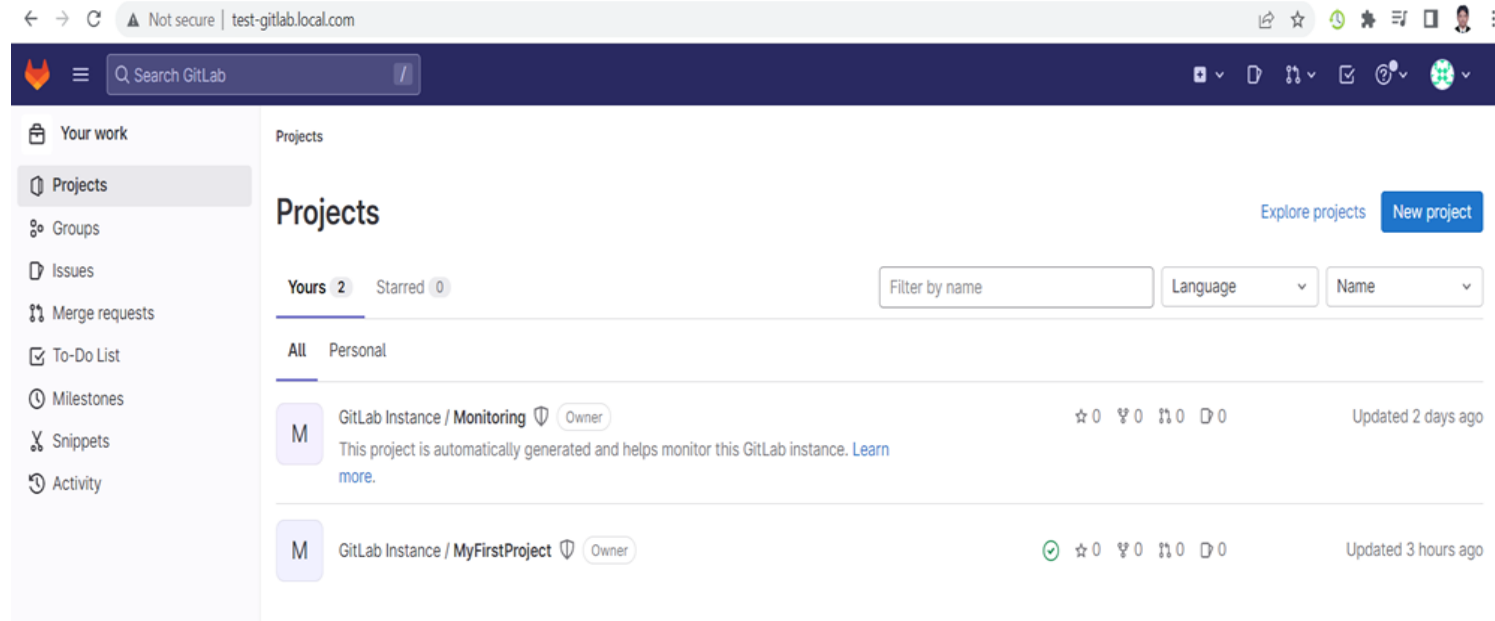 Not secure | test-gitlab.local.com
Search GitLab /
Your work
Projects
Groups
Issues
Merge requests
To-Do List
Milestones
Snippets
Activity
Projects
Projects
Explore projects New project
Yours 2 Starred 0
Filter by name Language Name
All Personal
M GitLab Instance / Monitoring Owner 0 0 0 0 Updated 2 days ago
This project is automatically generated and helps monitor this GitLab instance. Learn
more.
M GitLab Instance / MyFirstProject Owner 0 0 0 0 Updated 3 hours ago